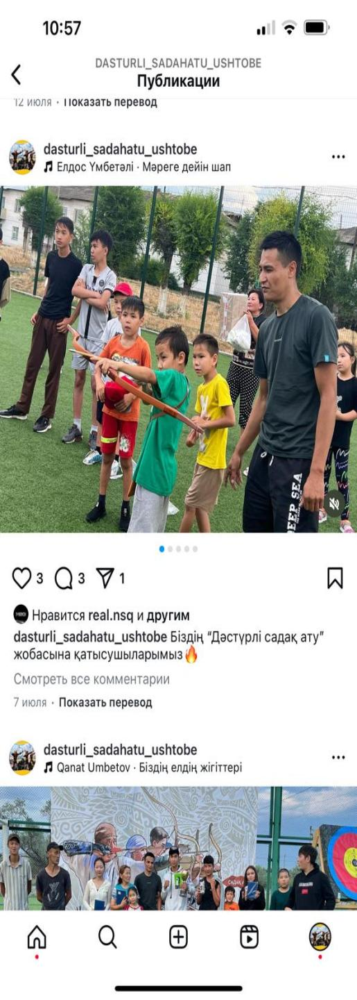 10:57
DASTURLI_SADAHATU_USHTOBE
Публикации
12 июля · Показать перевод
dasturli_sadahatu_ushtobe
Елдос Үмбетәлі · Мәреге дейін шап
DEEP SEA
3 3 1
Нравится real.nsq и другим
dasturli_sadahatu_ushtobe Біздің “Дәстүрлі садақ ату”
жобасына қатысушыларымыз🔥
Смотреть все комментарии
7 июля · Показать перевод
dasturli_sadahatu_ushtobe
Qanat Umbetov · Біздің елдің жігіттері
САДАҚ